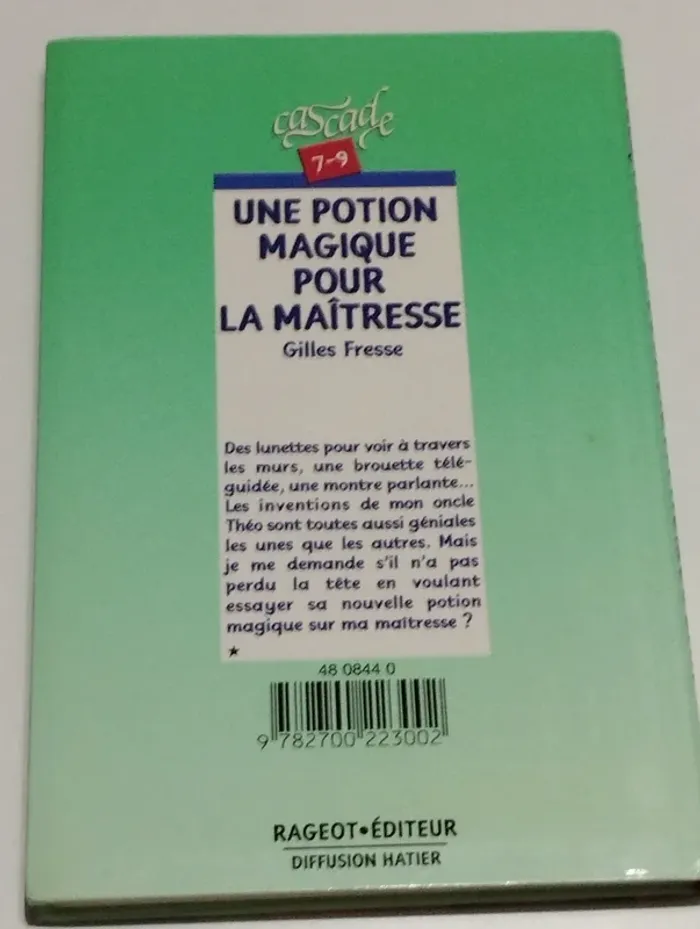 cascade
7-9
UNE POTION
MAGIQUE
POUR
LA MAÎTRESSE
Gilles Fresse
Des lunettes pour voir à travers
les murs, une brouette télé-
guidée, une montre parlante...
Les inventions de mon oncle
Théo sont toutes aussi géniales
les unes que les autres. Mais
je me demande s'il n'a pas
perdu la tête en voulant
essayer sa nouvelle potion
magique sur ma maîtresse ?
★
48 0844 0
9 782700 223002
RAGEOT•ÉDITEUR
DIFFUSION HATIER